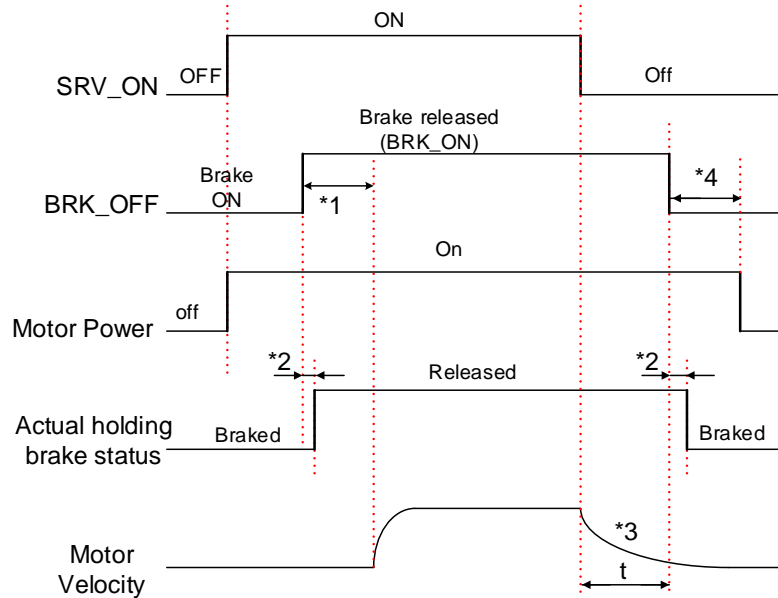 ON
OFF
Off
SRV_ON
Brake released
(BRK_ON)
Brake
ON
*1
*4
BRK_OFF
On
off
Motor Power
*2
Released
*2
Actual holding
brake status
Braked
Braked
*3
Motor
Velocity
t